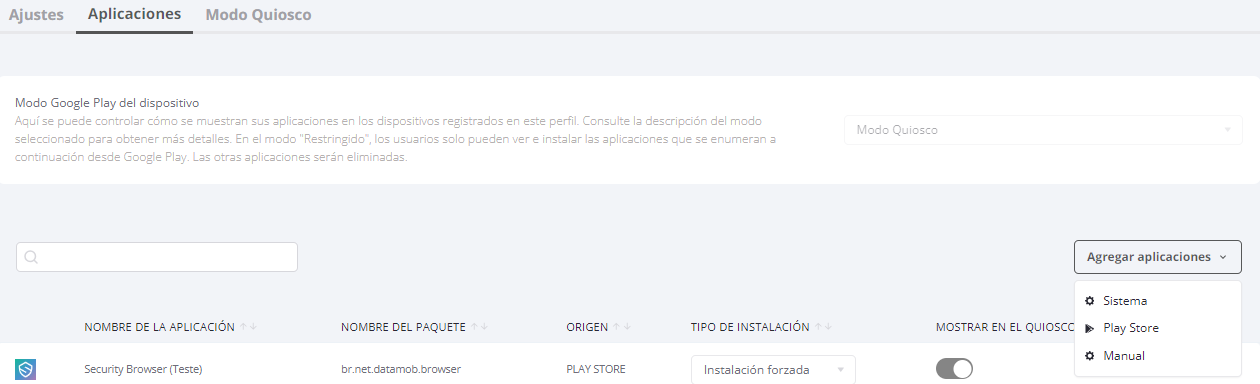 Ajustes Aplicaciones Modo Quiosco
Modo Google Play del dispositivo
Aquí se puede controlar cómo se muestran sus aplicaciones en los dispositivos registrados en este perfil. Consulte la descripción del modo
seleccionado para obtener más detalles. En el modo "Restringido", los usuarios solo pueden ver e instalar las aplicaciones que se enumeran a
continuación desde Google Play. Las otras aplicaciones serán eliminadas.
Modo Quiosco
Agregar aplicaciones
Sistema
Play Store
Manual
NOMBRE DE LA APLICACIÓN NOMBRE DEL PAQUETE ORIGEN TIPO DE INSTALACIÓN MOSTRAR EN EL QUIOSCO
Security Browser (Teste) br.net.datamob.browser PLAY STORE Instalación forzada